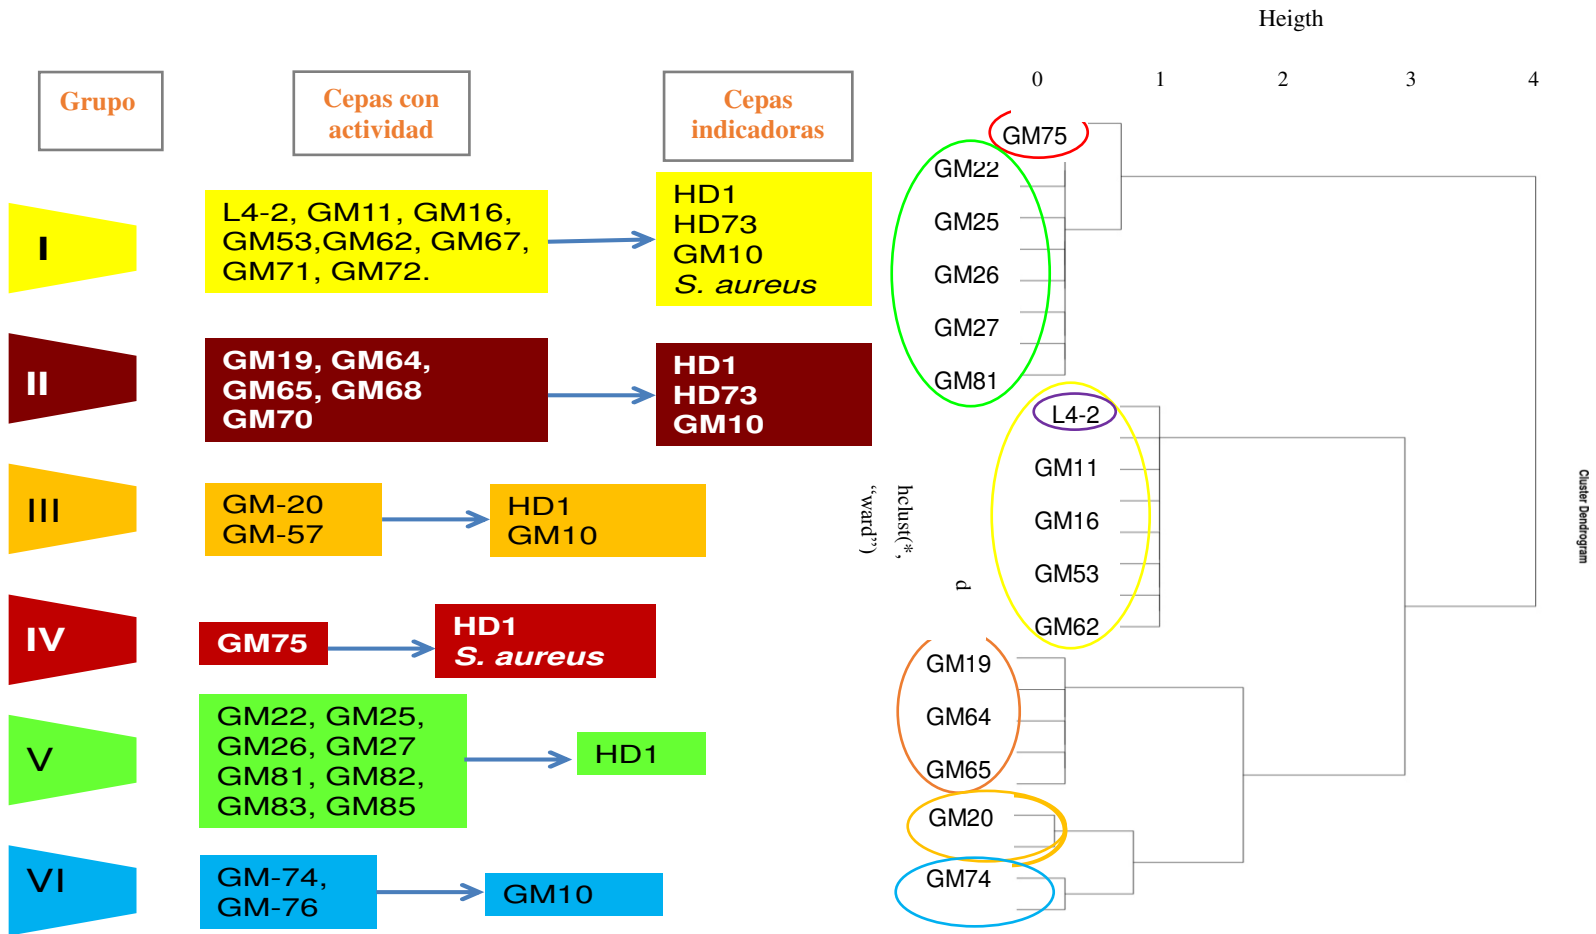 Grupo
Cepas con
actividad
Cepas
indicadoras
I
L4-2, GM11, GM16,
GM53,GM62, GM67,
GM71, GM72.
HD1
HD73
GM10
S. aureus
II
GM19, GM64,
GM65, GM68
GM70
HD1
HD73
GM10
III
GM-20
GM-57
HD1
GM10
IV
GM75
HD1
S. aureus
V
GM22, GM25,
GM26, GM27
GM81, GM82,
GM83, GM85
HD1
VI
GM-74,
GM-76
GM10
Heigth
0 1 2 3 4
GM75
GM22
GM25
GM26
GM27
GM81
L4-2
GM11
GM16
GM53
GM62
GM19
GM64
GM65
GM20
GM74
d
hclust(*,
“ward”)
Cluster Dendrogram